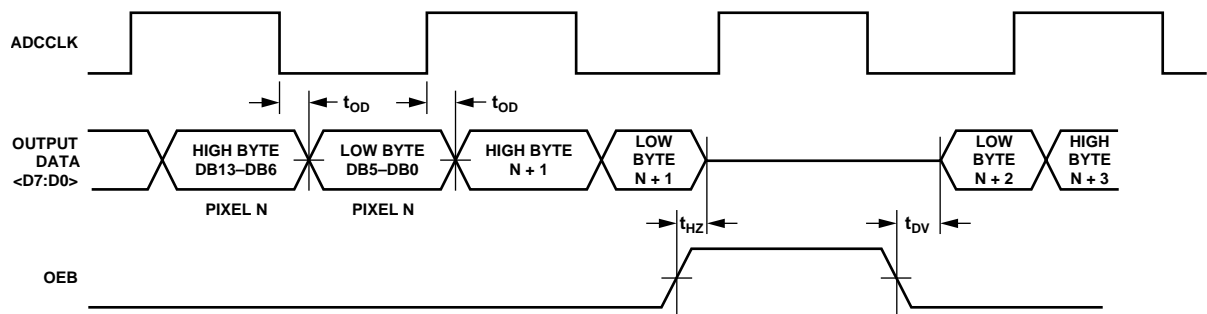 ADCCLK
tOD
tOD
OUTPUT
DATA
<D7:D0>
HIGH BYTE
DB13–DB6
LOW BYTE
DB5–DB0
HIGH BYTE
N + 1
LOW
BYTE
N + 1
LOW
BYTE
N + 2
HIGH
BYTE
N + 3
PIXEL N
PIXEL N
tHZ
tDV
OEB